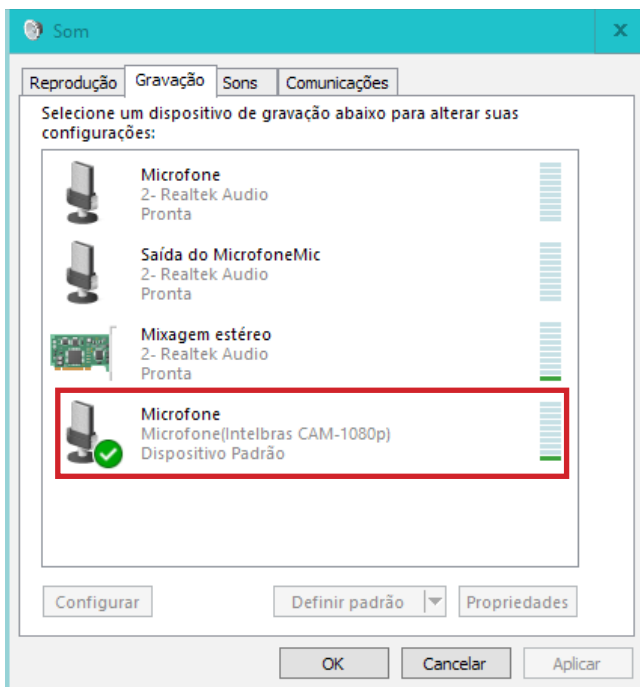 Som
Reprodução Gravação Sons Comunicações
Selecione um dispositivo de gravação abaixo para alterar suas
configurações:
Microfone
2- Realtek Audio
Pronta
Saída do MicrofoneMic
2- Realtek Audio
Pronta
Mixagem estéreo
2- Realtek Audio
Pronta
Microfone
Microfone(Intelbras CAM-1080p)
Dispositivo Padrão
Configurar Definir padrão Propriedades
OK Cancelar Aplicar